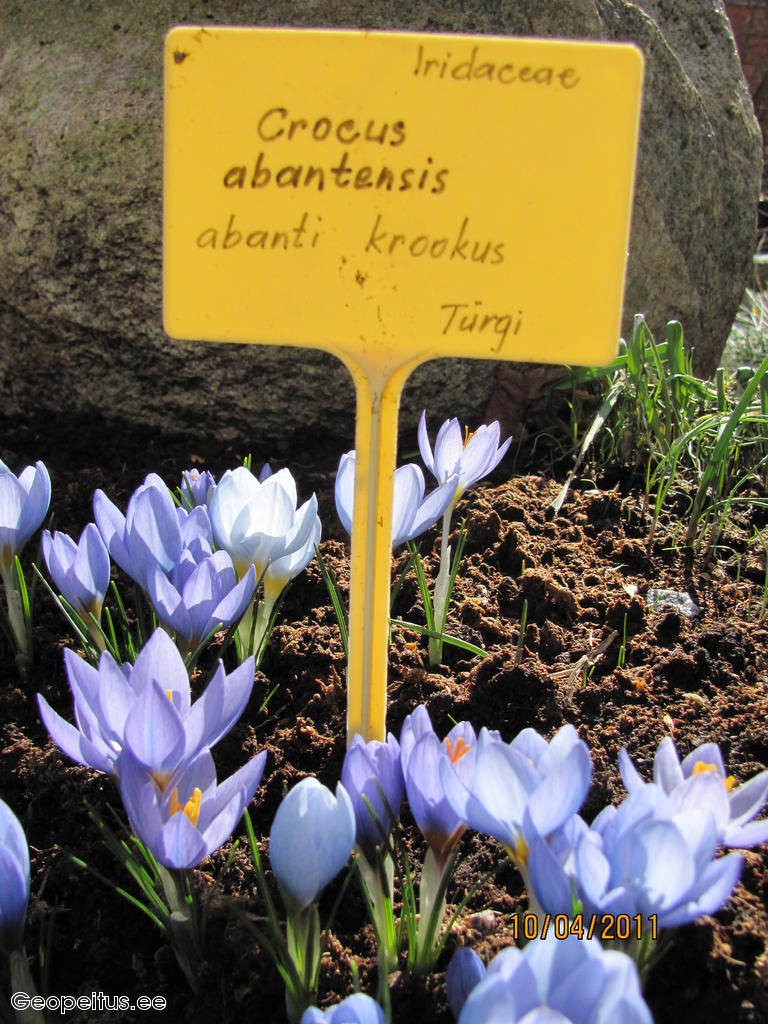 Iridaceae
Crocus
abantensis
abanti krookus
Türgi
10/04/2011
Geopeitus.ee